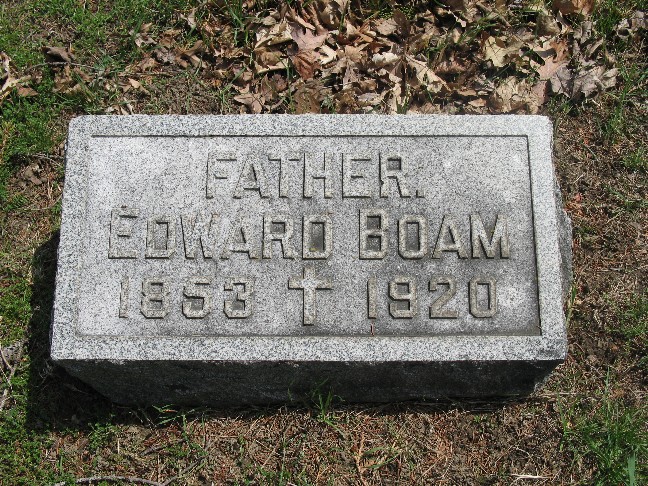 FATHER.
EDWARD BOAM
1853 1920